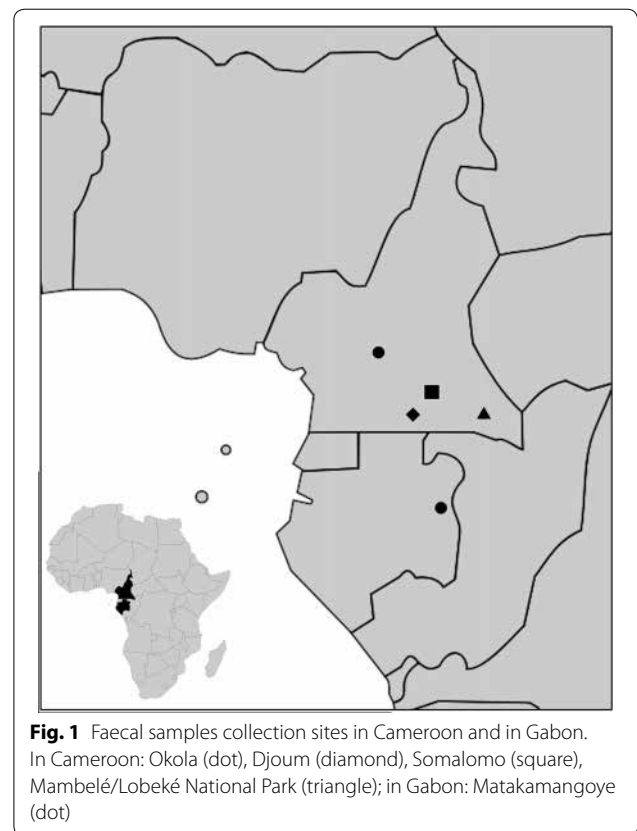 Fig. 1 Faecal samples collection sites in Cameroon and in Gabon.
In Cameroon: Okola (dot), Djoum (diamond), Somalomo (square),
Mambelé/Lobeké National Park (triangle); in Gabon: Matakamangoye
(dot)